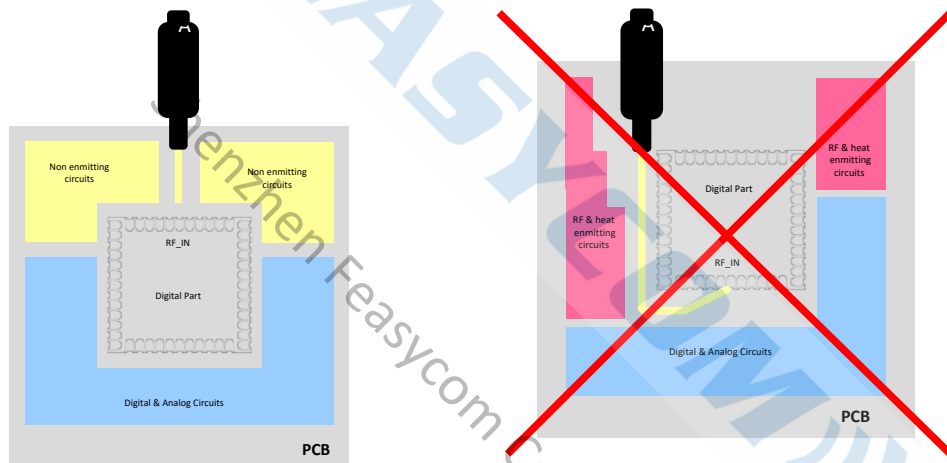 A
Non enmitting
circuits
Non enmitting
circuits
RF_IN
Digital Part
Digital & Analog Circuits
PCB
A
Digital Part
RF & heat
enmitting
circuits
RF & heat
enmitting
circuits
RF_IN
Digital & Analog Circuits
PCB
Shenzhen Feasycom